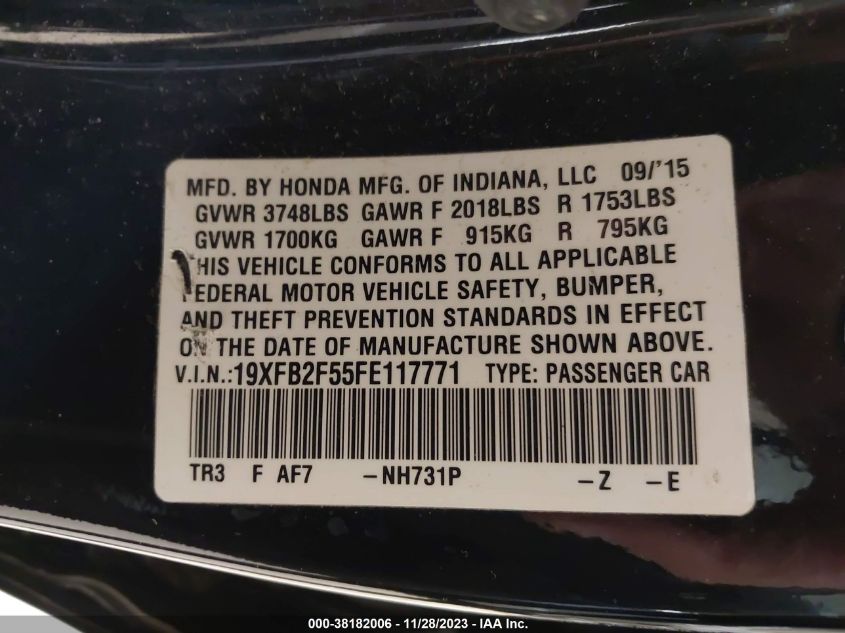 MFD. BY HONDA MFG. OF INDIANA, LLC 09/'15
GVWR 3748LBS GAWR F 2018LBS R 1753LBS
GVWR 1700KG GAWR F 915KG R 795KG
THIS VEHICLE CONFORMS TO ALL APPLICABLE
FEDERAL MOTOR VEHICLE SAFETY, BUMPER,
AND THEFT PREVENTION STANDARDS IN EFFECT
ON THE DATE OF MANUFACTURE SHOWN ABOVE.
V.I.N.:19XFB2F55FE117771 TYPE: PASSENGER CAR
TR3 F AF7 -NH731P -Z -E
000-38182006 - 11/28/2023 - IAA Inc.